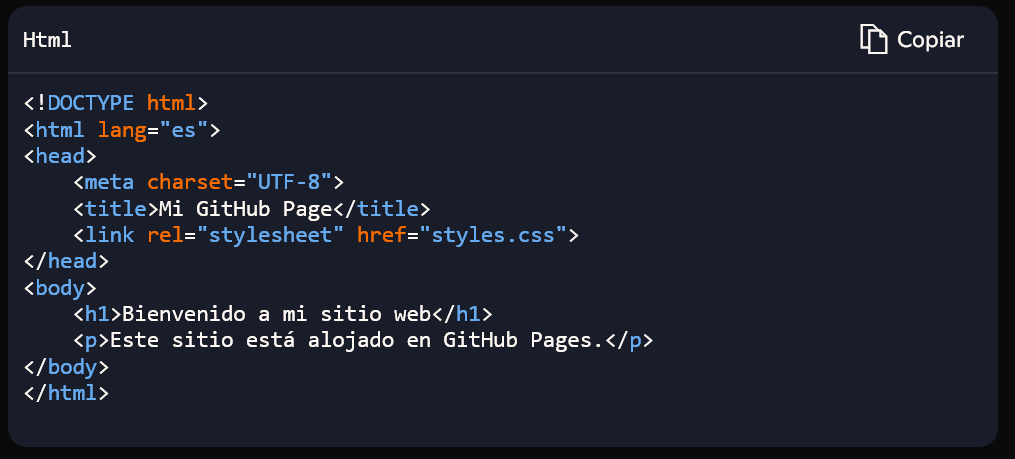 Html
Copiar
<!DOCTYPE html>
<html lang="es">
<head>
    <meta charset="UTF-8">
    <title>Mi GitHub Page</title>
    <link rel="stylesheet" href="styles.css">
</head>
<body>
    <h1>Bienvenido a mi sitio web</h1>
    <p>Este sitio está alojado en GitHub Pages.</p>
</body>
</html>